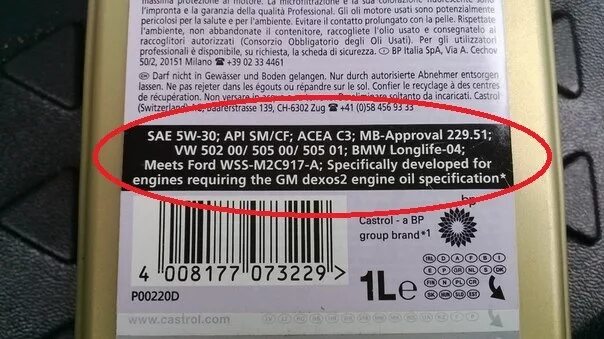 massima protezione al motore. La microfiltrazione e la sua colorazione fluorescente sono
l'impronta e la garanzia della qualità Professional. Gli oli motore usati sono potenzialmente
pericolosi per la salute e per l'ambiente. Evitare il contatto prolungato con la pelle. Rispettate
l'ambiente, non abbandonate il contenitore, raccogliete l'olio usato e consegnatelo ai
raccoglitori autorizzati (Consorzio Obbligatorio degli Oli Usati). Per gli utilizzatori
professionali è disponibile, su richiesta, la scheda di sicurezza. © BP Italia SpA, Via A. Cechov
50/2, 20151 Milano ☎ +39 02 33 4461
Darf nicht in Gewässer und Boden gelangen. Nur durch autorisierte Abnehmer entsorgen
lassen. Ne pas rejeter dans les égouts ou répandre sur le sol. Confier le recyclage à des centres
de récupération. Non versare in
(Switzerland) Baarerstrasse 139, CH-6302 Zug ☎ +41(0)58 456 93 33
SAE 5W-30; API SM/CF; ACEA C3; MB-Approval 229.51;
VW 502 00/ 505 00/ 505 01; BMW Longlife-04;
Meets Ford WSS-M2C917-A; Specifically developed for
engines requiring the GM dexos2 engine oil specification*
bp
Castrol - a BP
group brand*1
4 008177 073229
1Le
P00220D
www.castrol.com